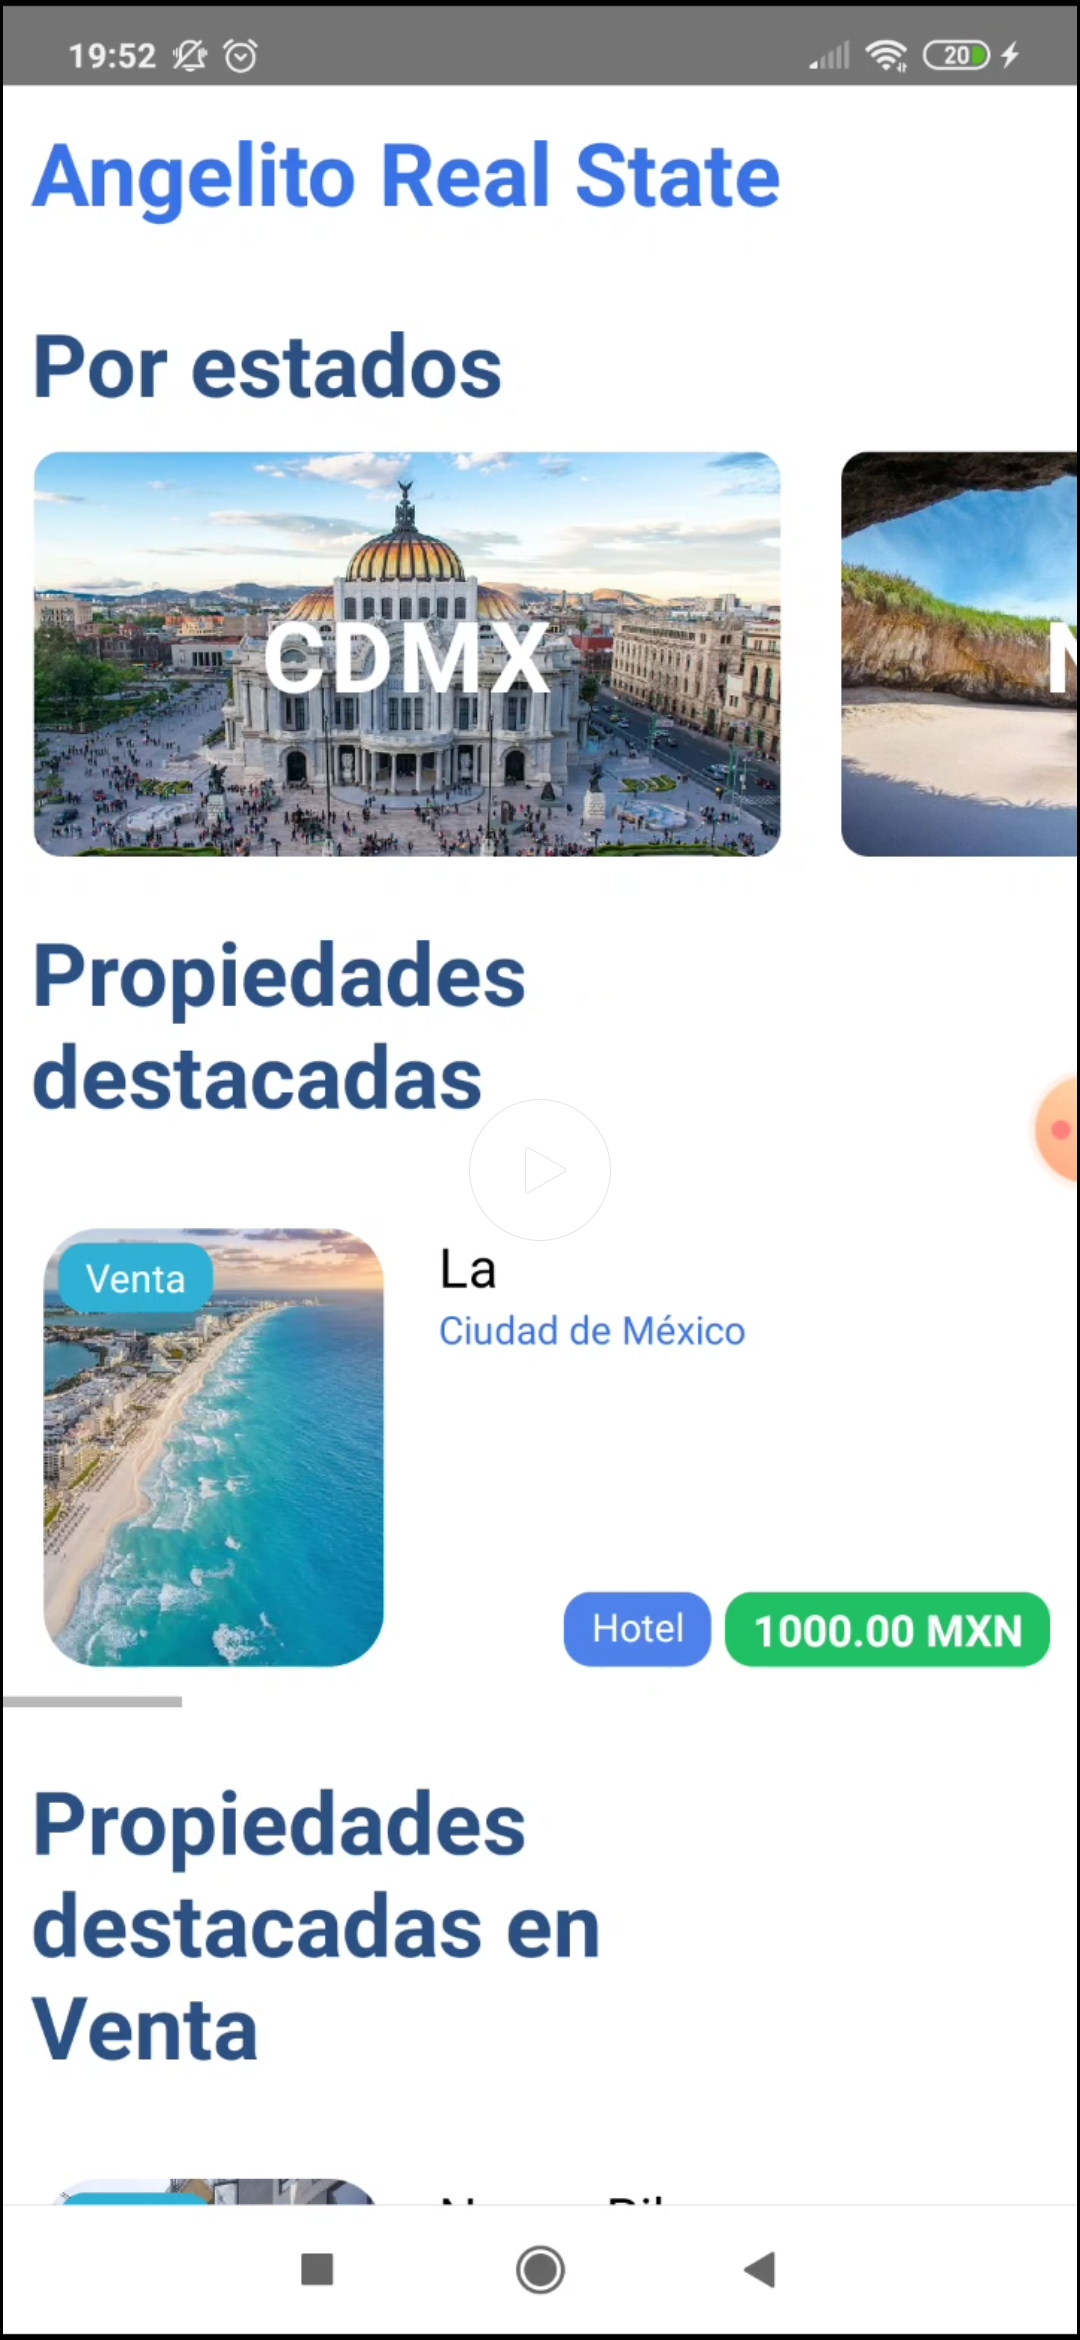 19:52
20
Angelito Real State
Por estados
CDMX
Propiedades
destacadas
Venta
La
Ciudad de México
Hotel
1000.00 MXN
Propiedades
destacadas en
Venta